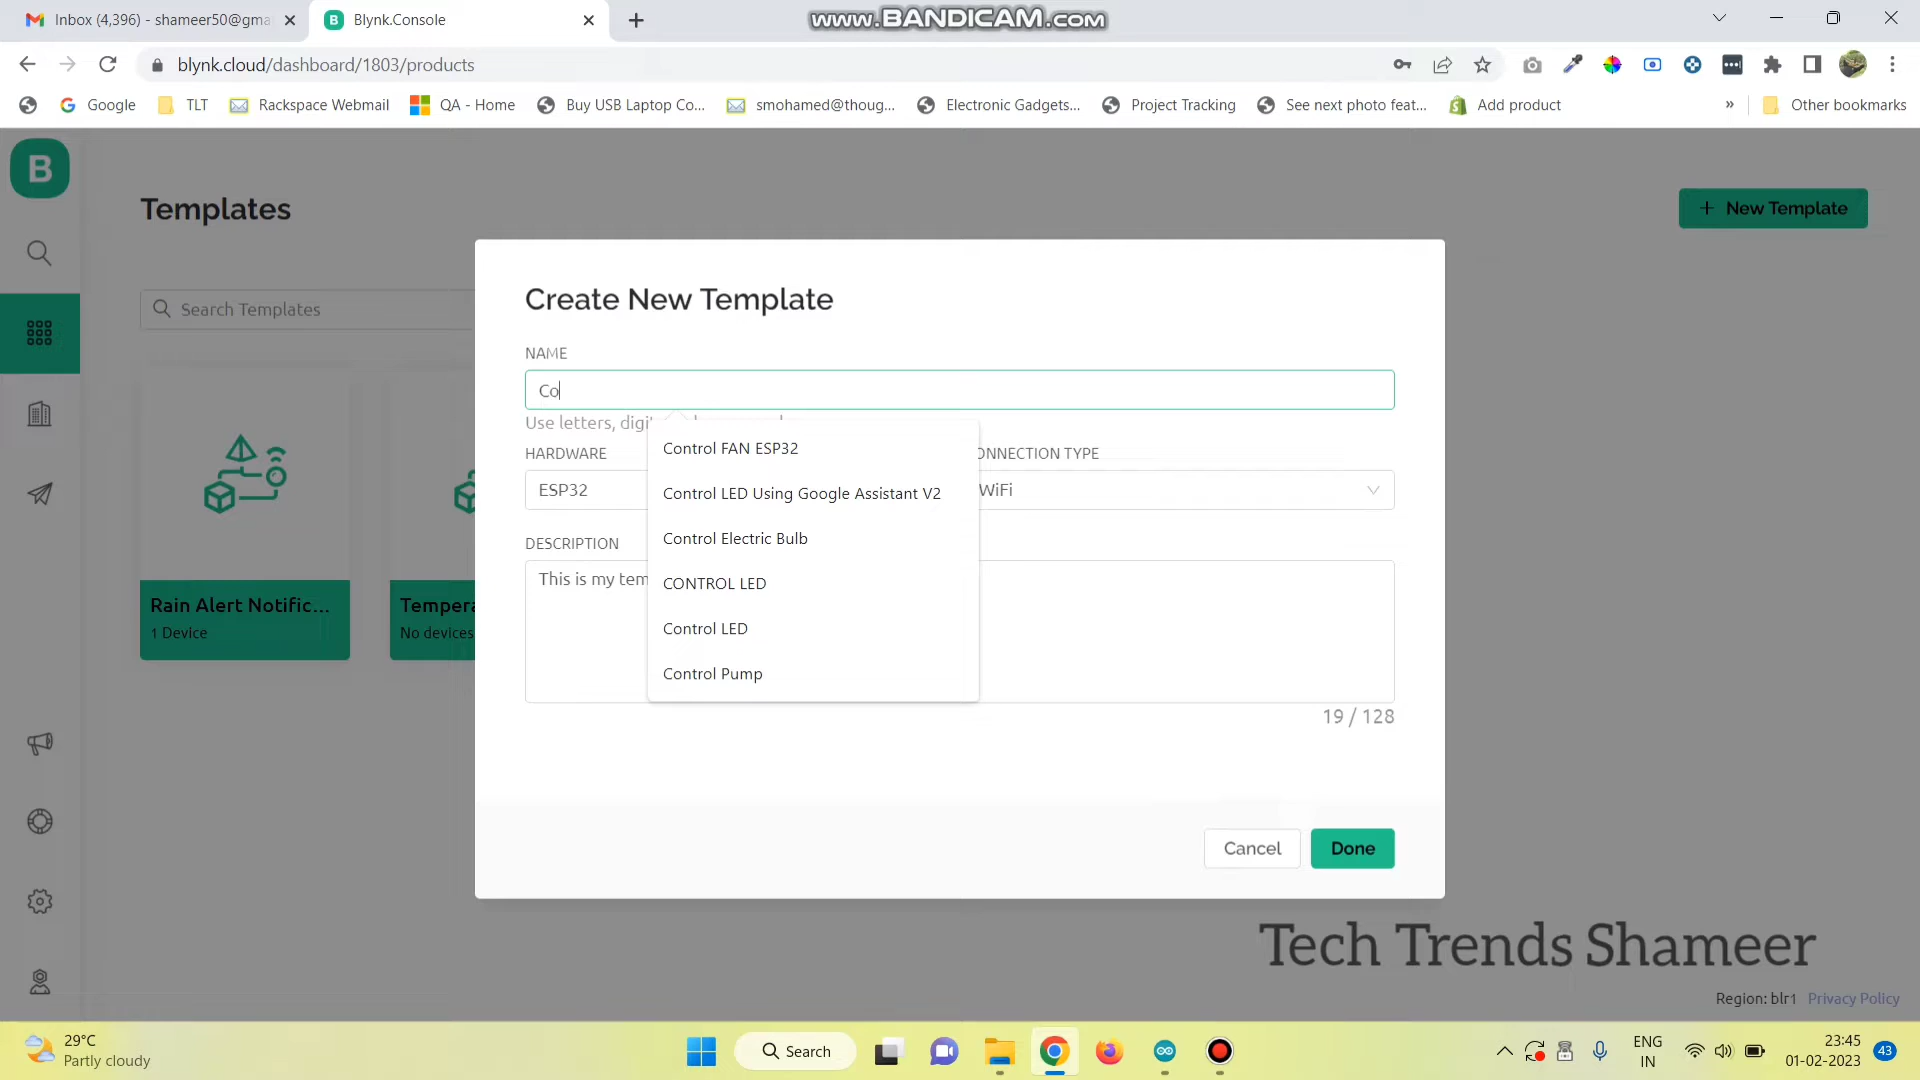 Inbox (4,396) - shameer50@gma
Blynk.Console
www.BANDICAM.com
blynk.cloud/dashboard/1803/products
Google
TLT
Rackspace Webmail
QA - Home
Buy USB Laptop Co...
smohamed@thoug...
Electronic Gadgets...
Project Tracking
See next photo feat...
Add product
»
Other bookmarks
B
Templates
+ New Template
Search Templates
Create New Template
NAME
Co
Use letters, digi
Control FAN ESP32
HARDWARE
ONNECTION TYPE
ESP32
WiFi
Control LED Using Google Assistant V2
Control Electric Bulb
DESCRIPTION
This is my tem
CONTROL LED
Control LED
Control Pump
19 / 128
Rain Alert Notific...
1 Device
Tempera
No devices
Cancel
Done
Tech Trends Shameer
Region: blr1 Privacy Policy
29°C
Partly cloudy
Search
ENG
IN
23:45
01-02-2023
43